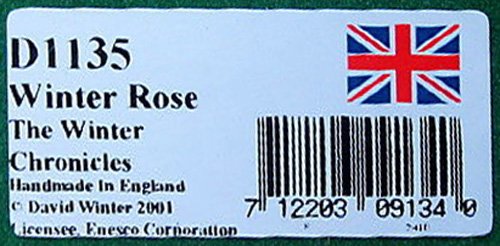 D1135
Winter Rose
The Winter
Chronicles
Handmade In England
© David Winter 2001
Licensee, Enesco Corporation
7 12203 09134 0